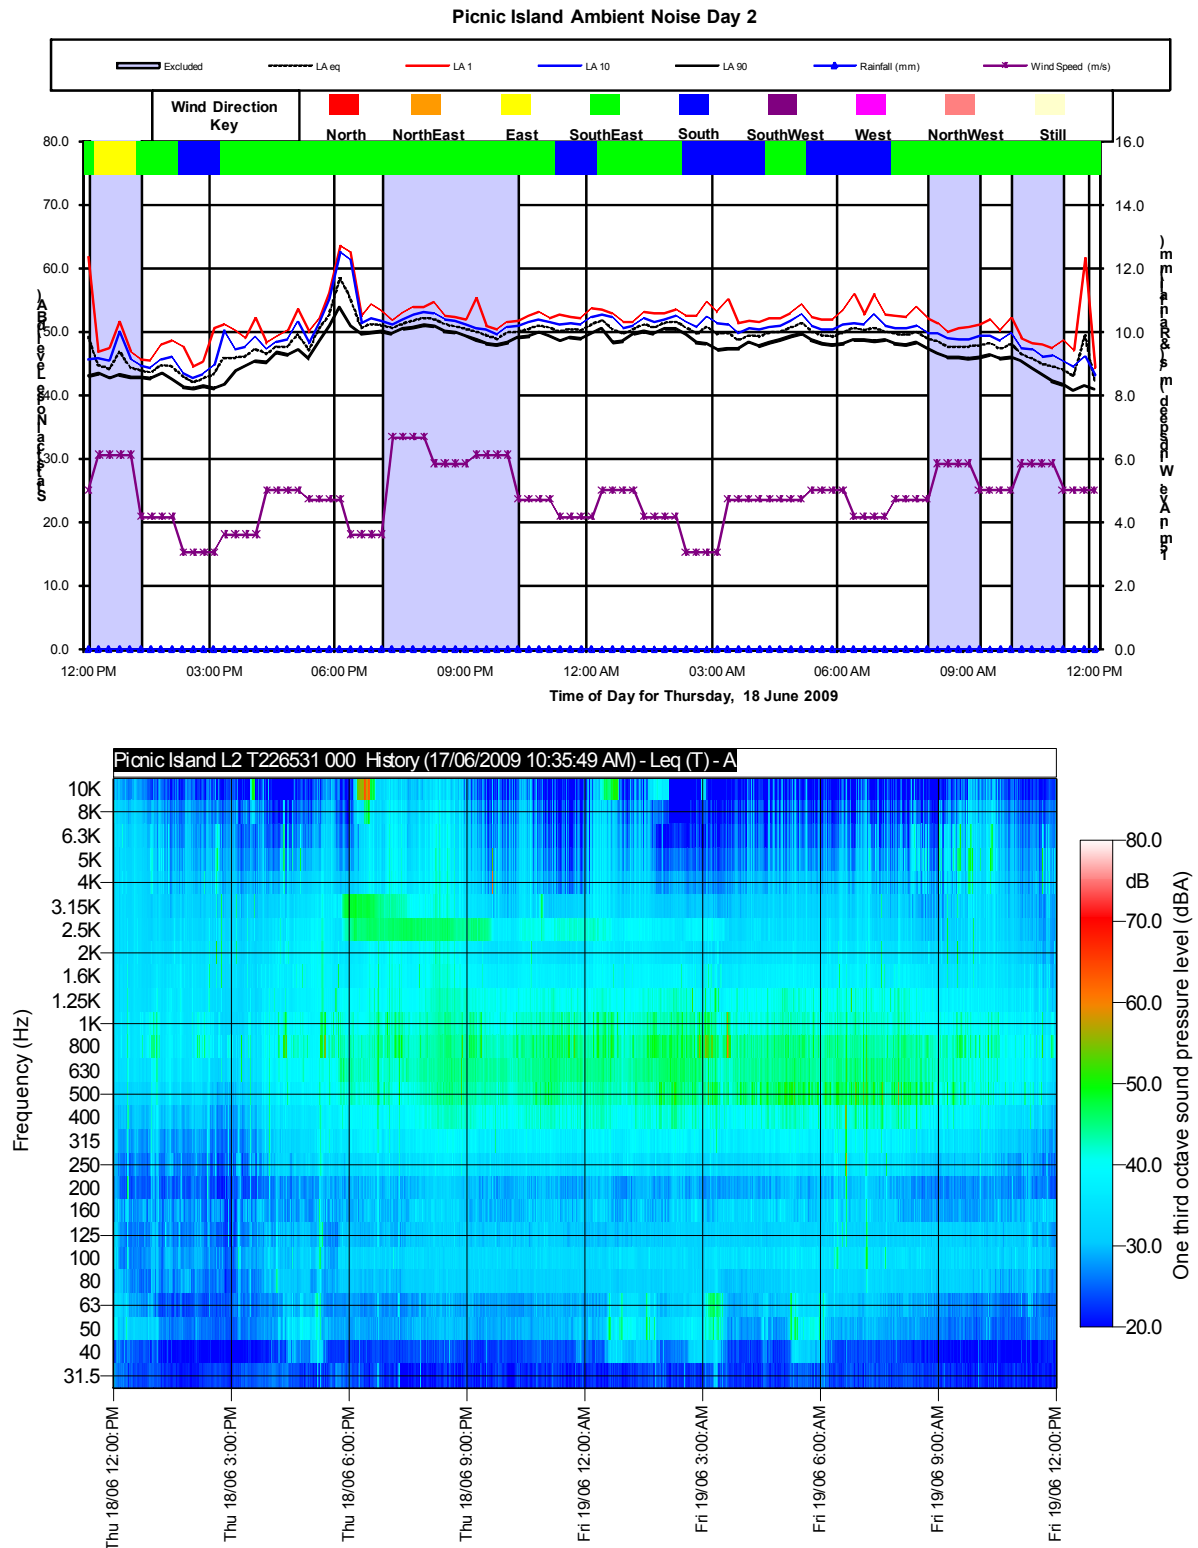 Picnic Island Ambient Noise Day 2
Excluded LA eq LA 1 LA 10 LA 90 Rainfall (mm) Wind Speed (m/s)
Wind Direction
Key
North NorthEast East SouthEast South SouthWest West NorthWest Still
80.0 16.0
70.0 14.0
60.0 12.0
50.0 10.0
40.0 8.0
30.0 6.0
20.0 4.0
10.0 2.0
0.0 0.0
12:00 PM 03:00 PM 06:00 PM 09:00 PM 12:00 AM 03:00 AM 06:00 AM 09:00 AM 12:00 PM
Time of Day for Thursday, 18 June 2009
Picnic Island L2 T226531 000 History (17/06/2009 10:35:49 AM) - Leq (T) - A
Frequency (Hz)
10K
8K
6.3K
5K
4K
3.15K
2.5K
2K
1.6K
1.25K
1K
800
630
500
400
315
250
200
160
125
100
80
63
50
40
31.5
80.0
dB
70.0
60.0
50.0
40.0
30.0
20.0
One third octave sound pressure level (dBA)
Thu 18/06 12:00:PM
Thu 18/06 3:00:PM
Thu 18/06 6:00:PM
Thu 18/06 9:00:PM
Fri 19/06 12:00:AM
Fri 19/06 3:00:AM
Fri 19/06 6:00:AM
Fri 19/06 9:00:AM
Fri 19/06 12:00:PM